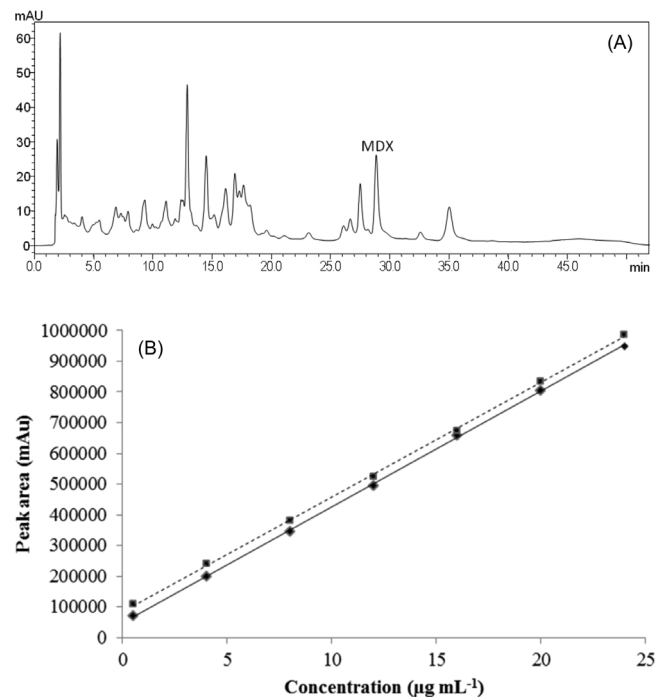 mAU
(A)
60
50
40
30
20
10
0
MDX
0.0 5.0 10.0 15.0 20.0 25.0 30.0 35.0 40.0 45.0 min
(B)
1000000
900000
800000
700000
600000
500000
400000
300000
200000
100000
0
Peak area (mAu)
0 5 10 15 20 25
Concentration (µg mL⁻¹)